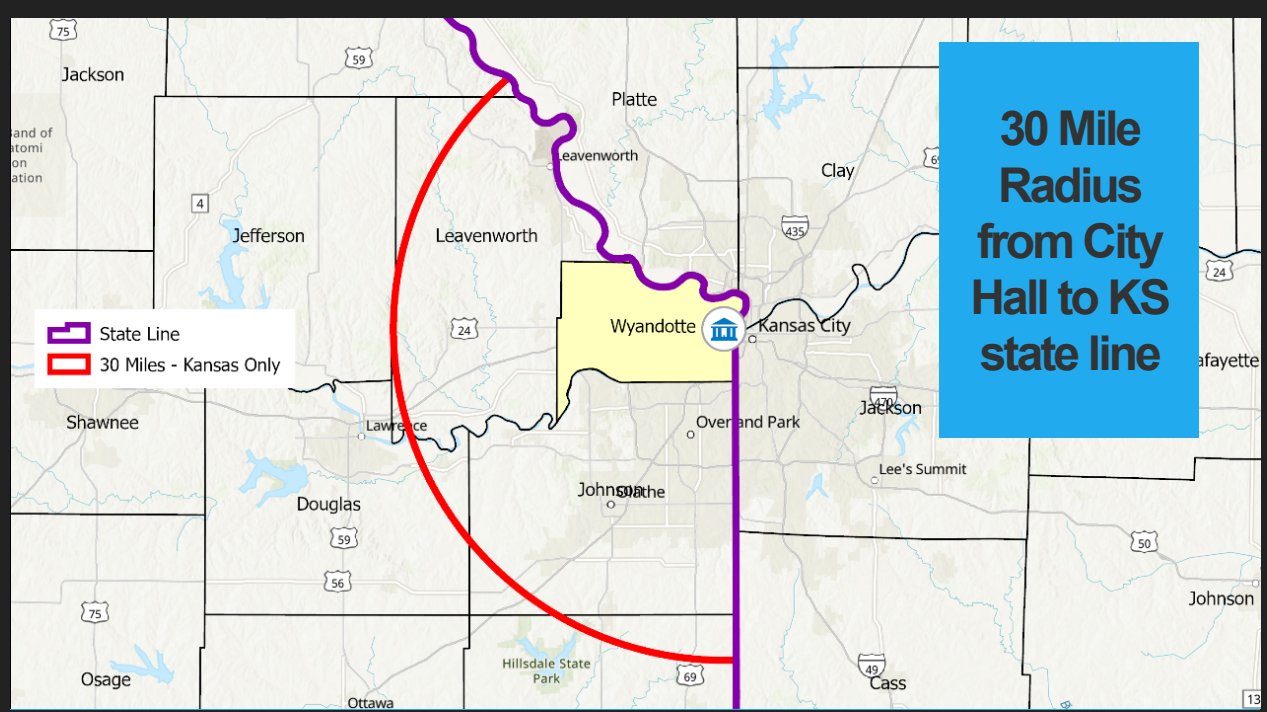 75
Jackson
59
Platte
and of
atomi
on
ation
Leavenworth
Clay
4
Jefferson
Leavenworth
435
24
Wyandotte
Kansas City
24
State Line
30 Miles - Kansas Only
afayette
470
Jackson
Shawnee
Lawrence
Overland Park
Lee's Summit
Johnson
Olathe
Douglas
59
50
56
75
Johnson
Hillsdale State
Park
69
49
Cass
Osage
Ottawa
13
30 Mile
Radius
from City
Hall to KS
state line